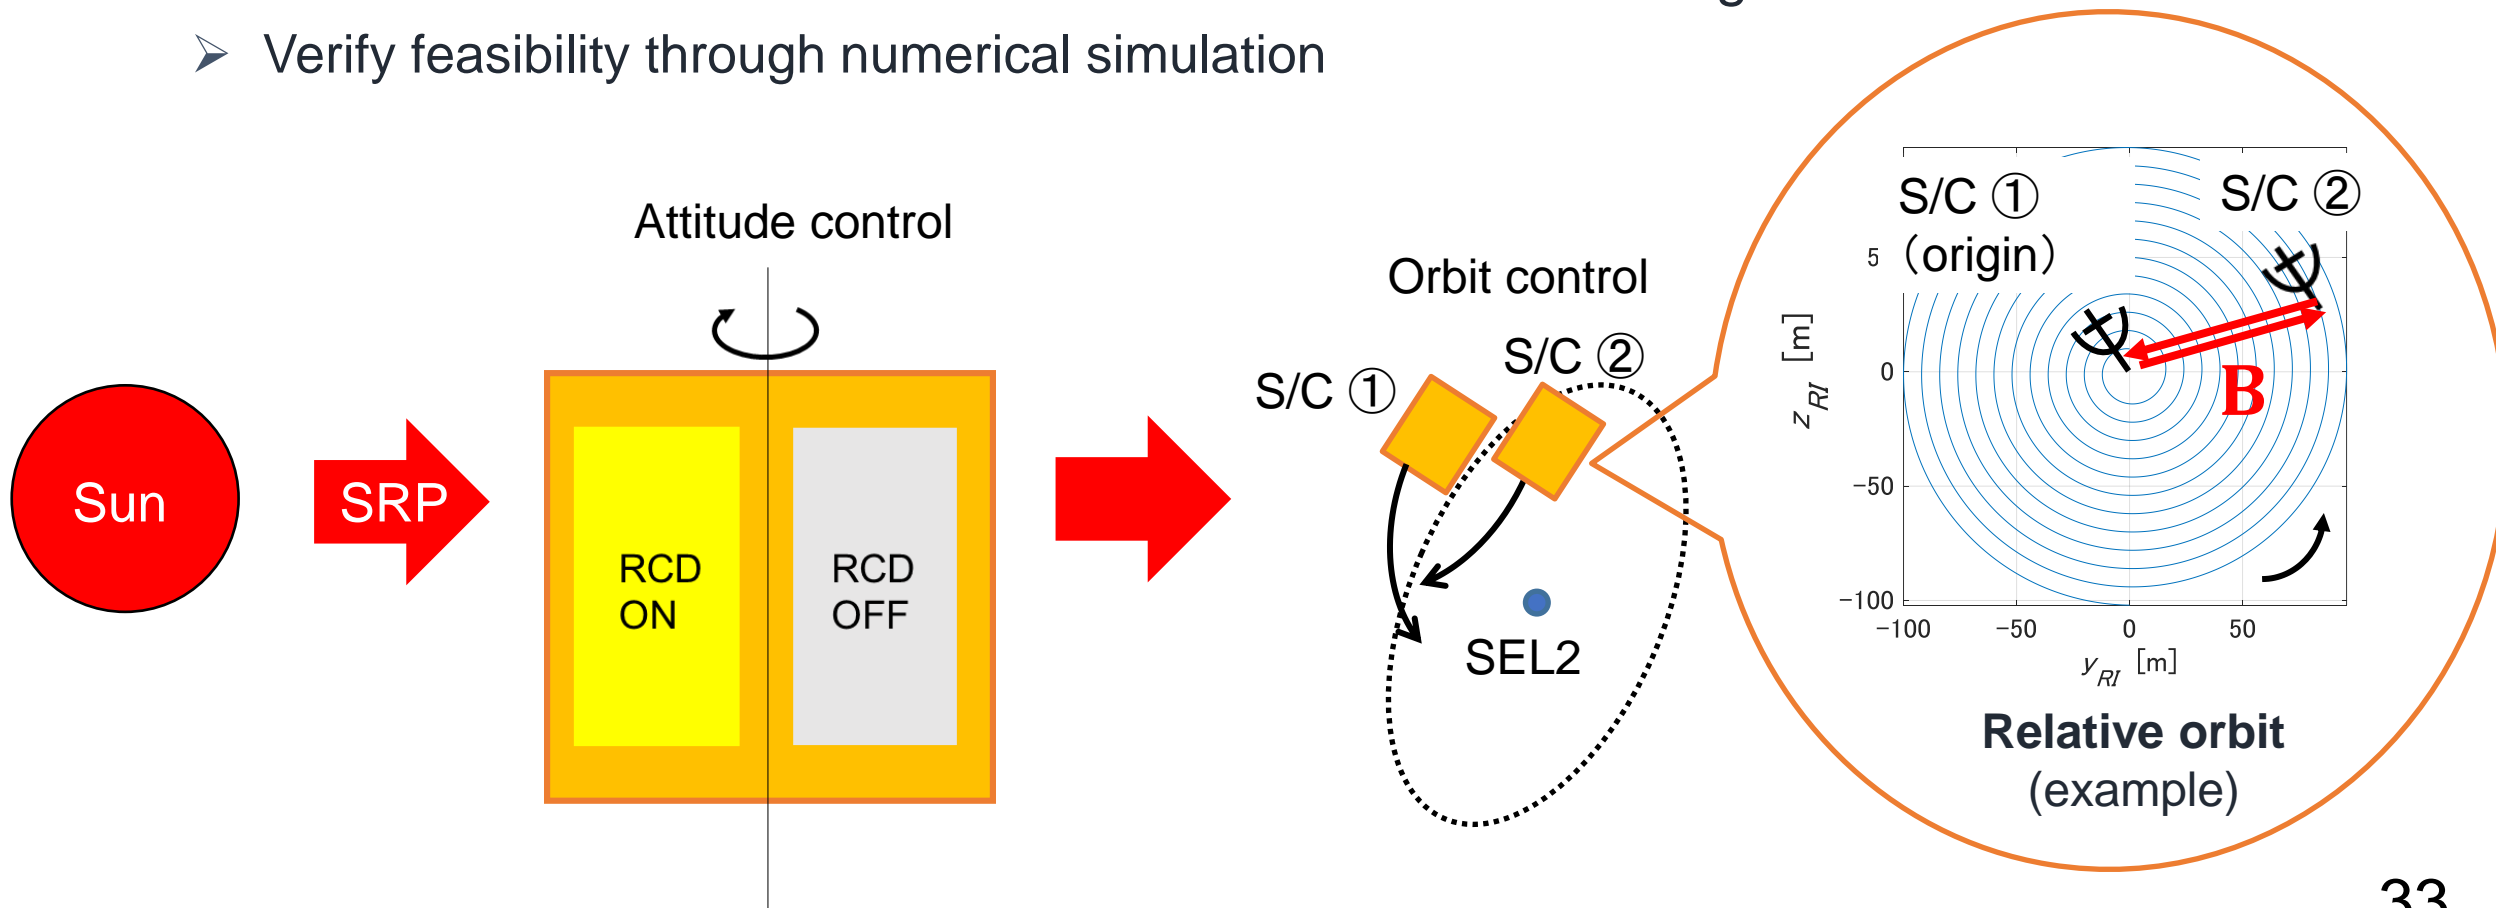 ➢ Verify feasibility through numerical simulation
Attitude control
Sun
SRP
RCD
ON
RCD
OFF
Orbit control
S/C ①
S/C ②
SEL2
S/C ①
(origin)
S/C ②
B
5
0
−50
−100
−100 −50 0 50
z_RI [m]
y_RI [m]
Relative orbit
(example)
33